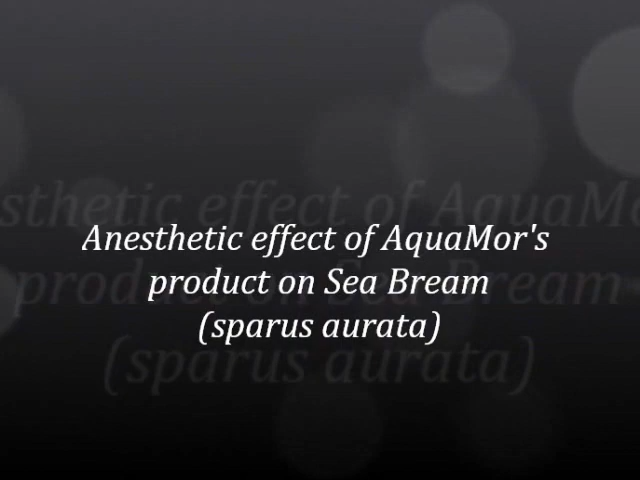 Anesthetic effect of AquaMor's
product on Sea Bream
(sparus aurata)